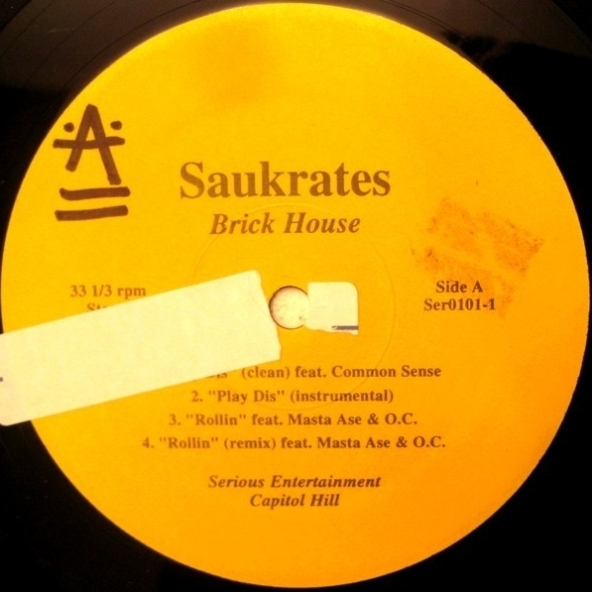 A
Saukrates
Brick House
33 1/3 rpm
Side A
Ser0101-1
(clean) feat. Common Sense
2. "Play Dis" (instrumental)
3. "Rollin" feat. Masta Ase & O.C.
4. "Rollin" (remix) feat. Masta Ase & O.C.
Serious Entertainment
Capitol Hill